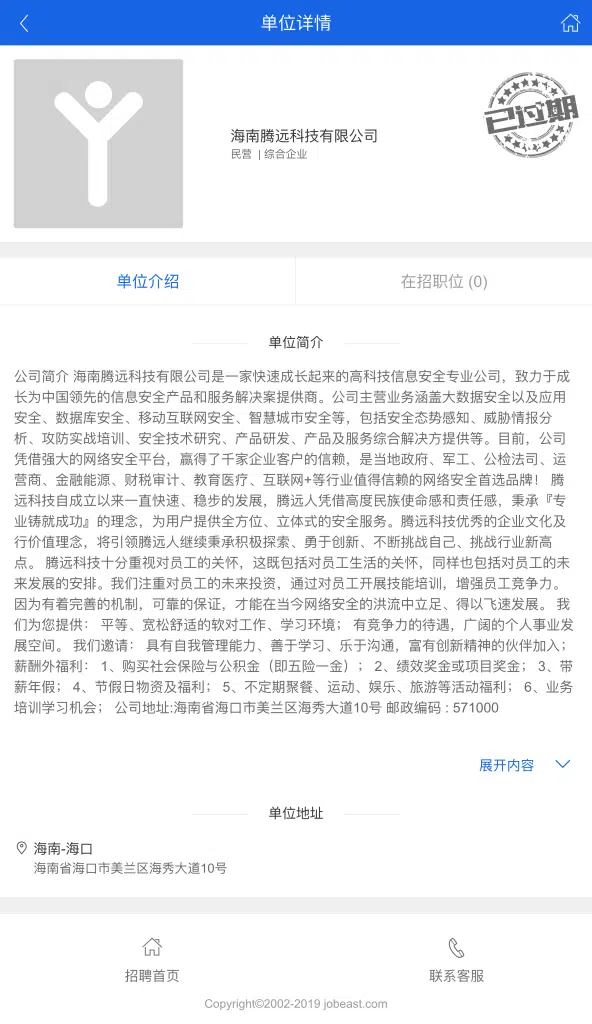 单位详情
海南腾远科技有限公司
民营 | 综合企业
已过期
单位介绍
在招职位 (0)
单位简介
公司简介 海南腾远科技有限公司是一家快速成长起来的高科技信息安全专业公司，致力于成
长为中国领先的信息安全产品和服务解决案提供商。公司主营业务涵盖大数据安全以及应用
安全、数据库安全、移动互联网安全、智慧城市安全等，包括安全态势感知、威胁情报分
析、攻防实战培训、安全技术研究、产品研发、产品及服务综合解决方提供等。目前，公司
凭借强大的网络安全平台，赢得了千家企业客户的信赖，是当地政府、军工、公检法司、运
营商、金融能源、财税审计、教育医疗、互联网+等行业值得信赖的网络安全首选品牌！ 腾
远科技自成立以来一直快速、稳步的发展，腾远人凭借高度民族使命感和责任感，秉承『专
业铸就成功』的理念，为用户提供全方位、立体式的安全服务。腾远科技优秀的企业文化及
行价值理念，将引领腾远人继续秉承积极探索、勇于创新、不断挑战自己、挑战行业新高
点。 腾远科技十分重视对员工的关怀，这既包括对员工生活的关怀，同样也包括对员工的未
来发展的安排。我们注重对员工的未来投资，通过对员工开展技能培训，增强员工竞争力。
因为有着完善的机制，可靠的保证，才能在当今网络安全的洪流中立足、得以飞速发展。 我
们为您提供： 平等、宽松舒适的软对工作、学习环境； 有竞争力的待遇，广阔的个人事业发
展空间。 我们邀请： 具有自我管理能力、善于学习、乐于沟通，富有创新精神的伙伴加入；
薪酬外福利： 1、购买社会保险与公积金（即五险一金）； 2、绩效奖金或项目奖金； 3、带
薪年假； 4、节假日物资及福利； 5、不定期聚餐、运动、娱乐、旅游等活动福利； 6、业务
培训学习机会； 公司地址:海南省海口市美兰区海秀大道10号 邮政编码 : 571000
展开内容
单位地址
海南-海口
海南省海口市美兰区海秀大道10号
招聘首页
联系客服
Copyright©2002-2019 jobeast.com